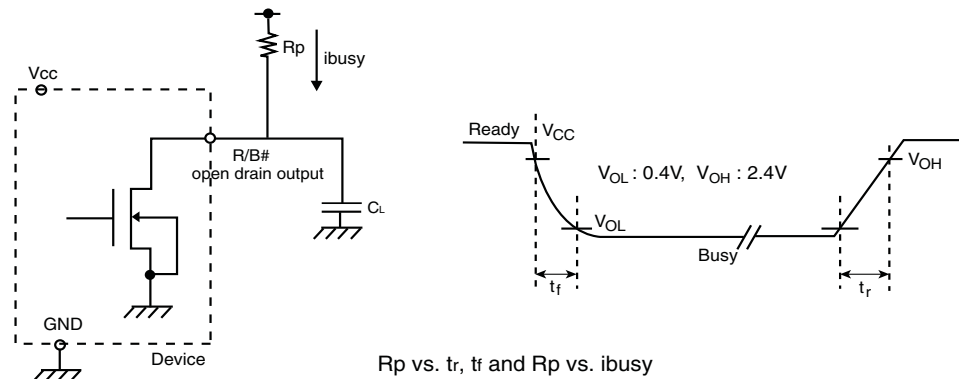 Rp
ibusy
Vcc
R/B#
open drain output
CL
GND
Device
Ready
VCC
VOL : 0.4V, VOH : 2.4V
VOH
VOL
Busy
tf
tr
Rp vs. tr, tf and Rp vs. ibusy